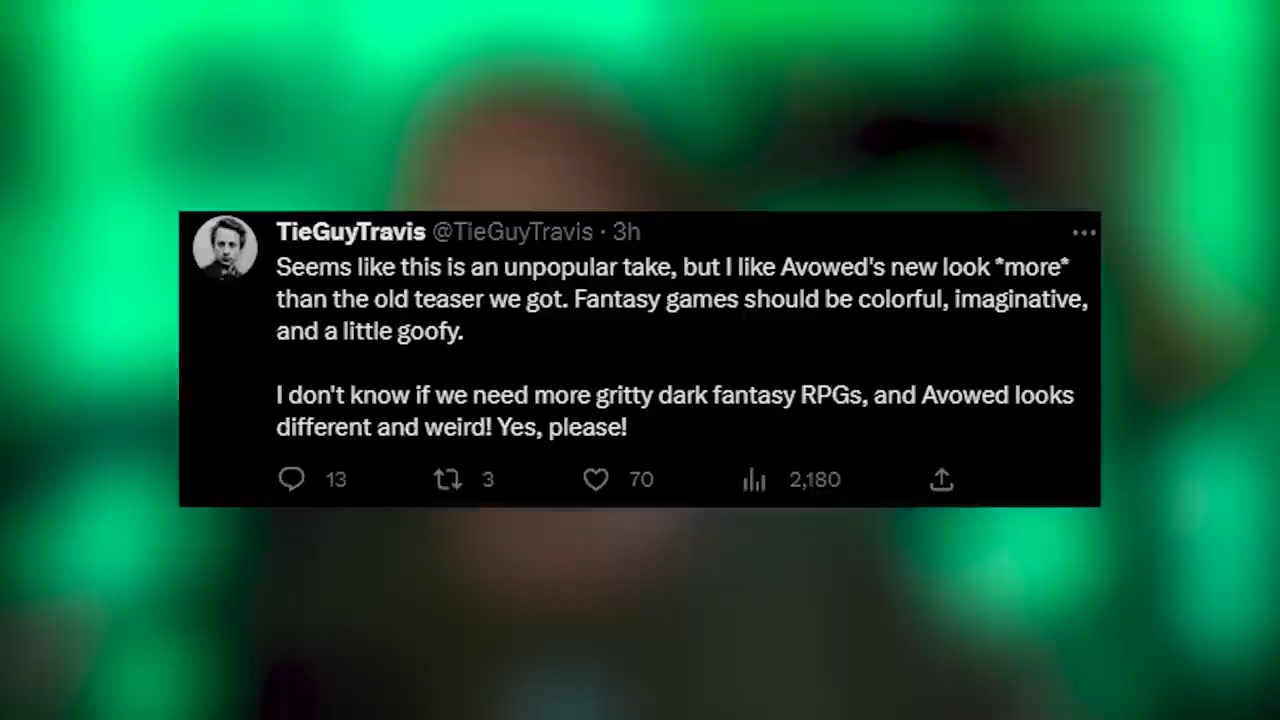 TieGuyTravis @TieGuyTravis · 3h
Seems like this is an unpopular take, but I like Avowed's new look *more*
than the old teaser we got. Fantasy games should be colorful, imaginative,
and a little goofy.
I don't know if we need more gritty dark fantasy RPGs, and Avowed looks
different and weird! Yes, please!
13 3 70 2,180